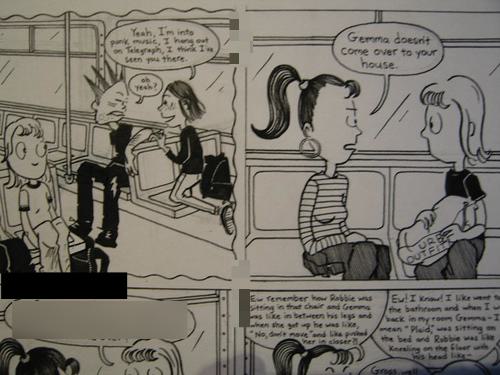 Yeah, I'm into
punk music, I hang out
on Telegraph, I think I've
seen you there.
oh
yeah?
Gemma doesn't
come over to your
house.
URB
OUTFIT
Ew remember how Robbie was
sitting in that chair and Gemma
was like in between his legs and
when she got up he was like,
"No, don't move" and like pushed
her in closer?!
Ew! I know! I like went to
the bathroom and when I
back in my room Gemma - I
mean "Plaid," was sitting on
the bed and Robbie was like
Kneeling on the floor with
his head like-
Gross